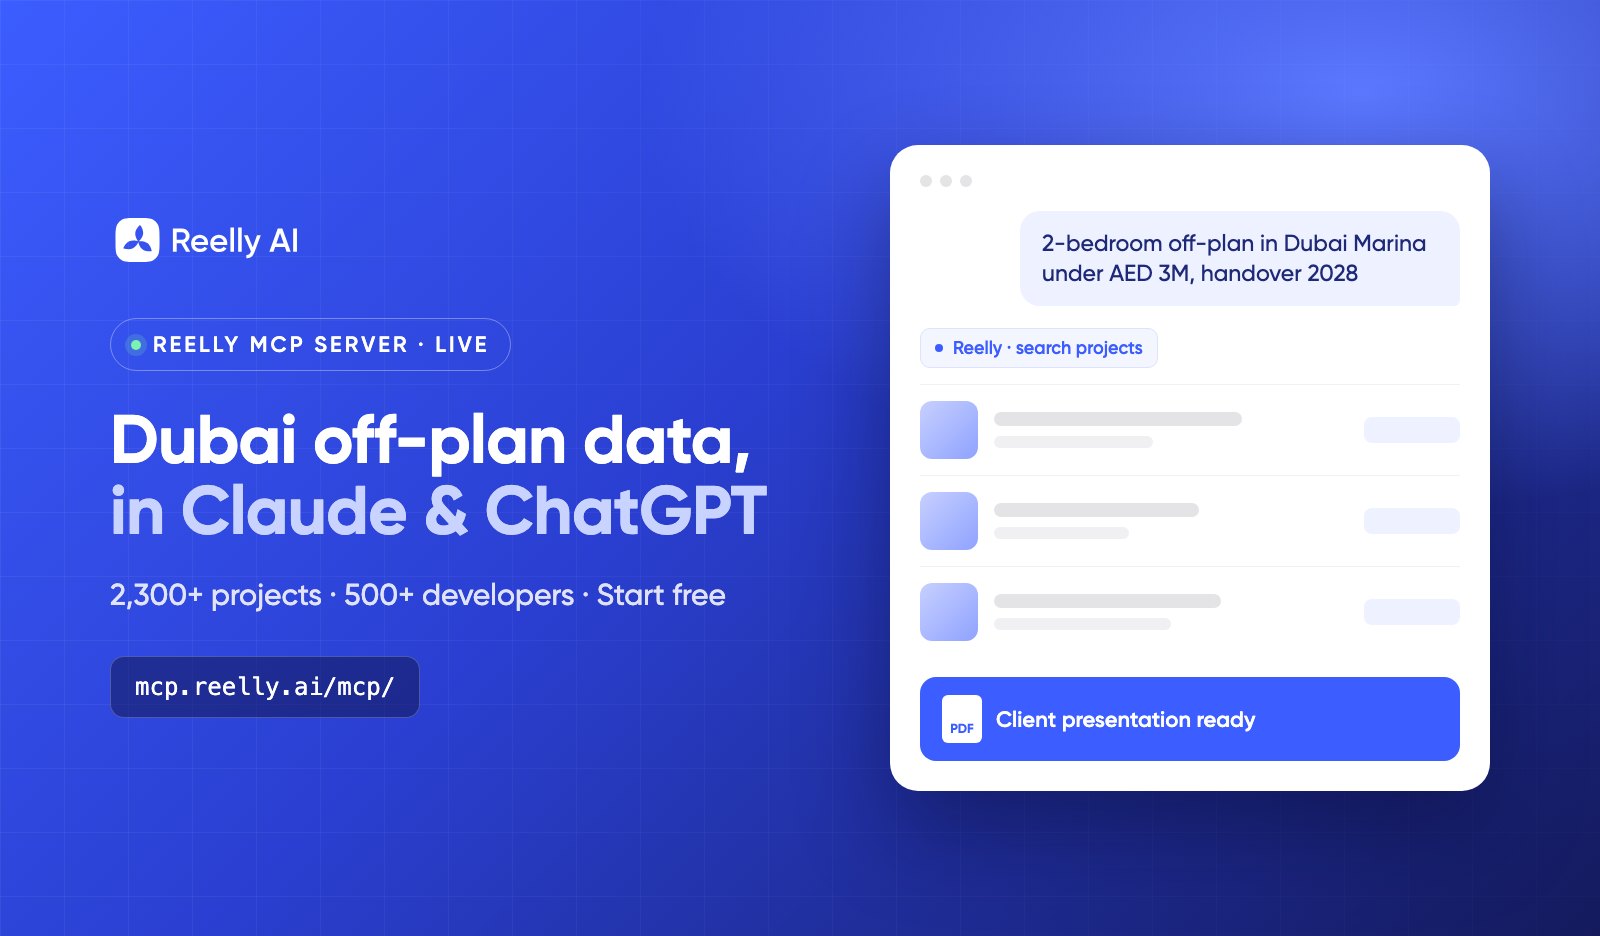 Reelly AI
REELLY MCP SERVER · LIVE
Dubai off-plan data,
in Claude & ChatGPT
2,300+ projects · 500+ developers · Start free
mcp.reelly.ai/mcp/
2-bedroom off-plan in Dubai Marina
under AED 3M, handover 2028
Reelly · search projects
PDF
Client presentation ready